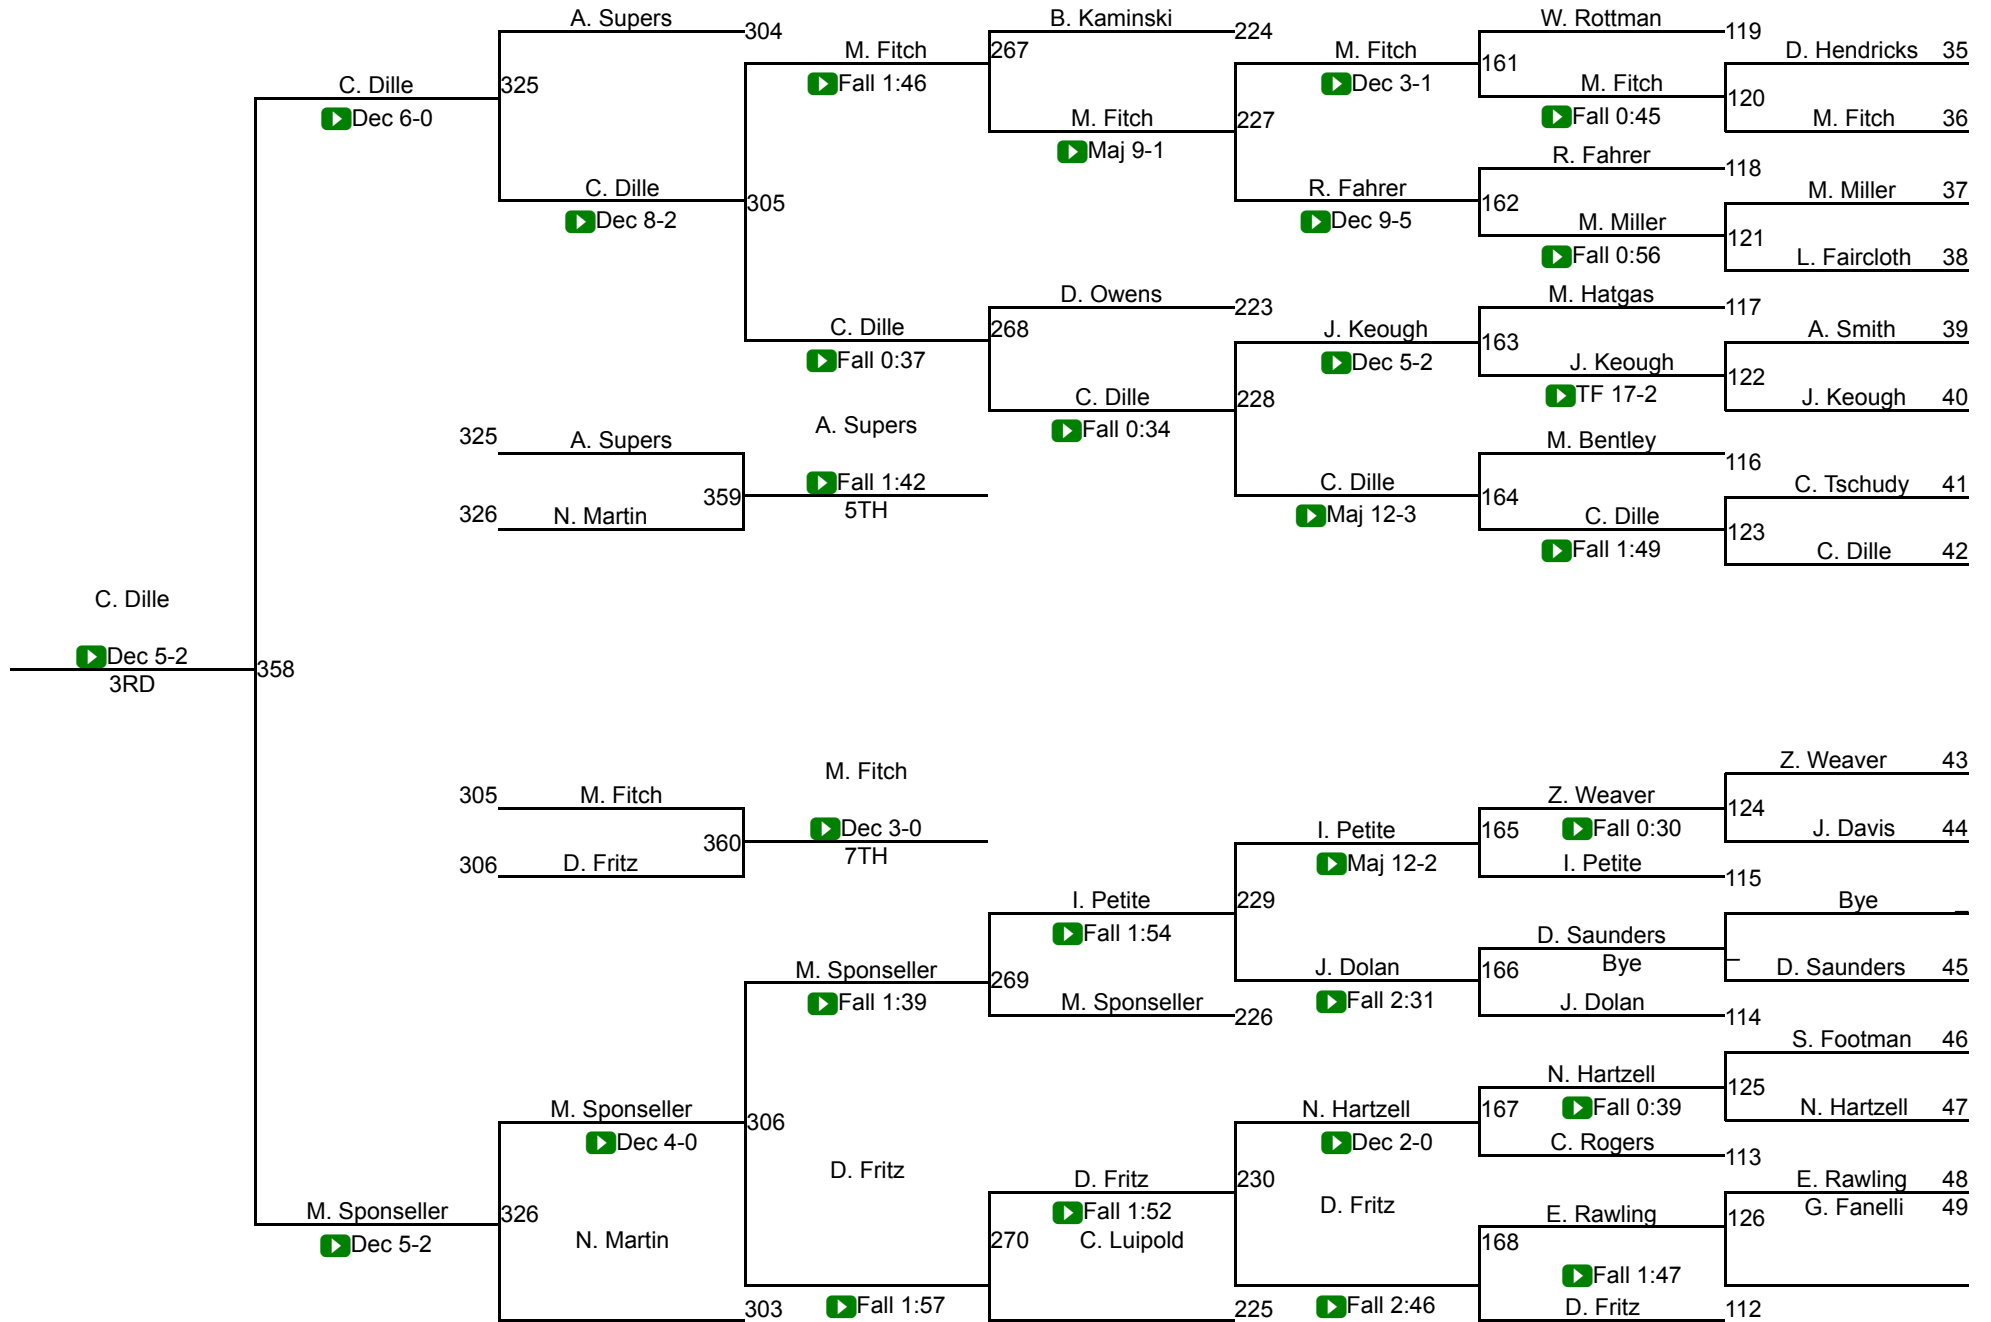 A. Supers
B. Kaminski
W. Rottman
304
224
119
M. Fitch
267
M. Fitch
D. Hendricks 35
C. Dille
325
Fall 1:46
Dec 3-1
161
M. Fitch
120
Dec 6-0
M. Fitch
227
Fall 0:45
M. Fitch 36
Maj 9-1
R. Fahrer
118
C. Dille
305
R. Fahrer
162
M. Miller 37
Dec 8-2
Dec 9-5
M. Miller
121
Fall 0:56
L. Faircloth 38
D. Owens
223
M. Hatgas
117
C. Dille
268
J. Keough
163
A. Smith 39
Fall 0:37
Dec 5-2
J. Keough
122
C. Dille
228
TF 17-2
J. Keough 40
A. Supers
Fall 0:34
325
A. Supers
M. Bentley
116
Fall 1:42
C. Dille
164
C. Tschudy 41
359
5TH
326
N. Martin
Maj 12-3
C. Dille
123
Fall 1:49
C. Dille 42
C. Dille
Dec 5-2
358
3RD
M. Fitch
Z. Weaver 43
305
M. Fitch
Z. Weaver
124
Dec 3-0
I. Petite
165
Fall 0:30
J. Davis 44
360
7TH
306
D. Fritz
Maj 12-2
I. Petite
115
I. Petite
229
Bye _
Fall 1:54
D. Saunders
M. Sponseller
269
J. Dolan
166
Bye
_
D. Saunders 45
Fall 1:39
M. Sponseller
226
Fall 2:31
J. Dolan
114
S. Footman 46
N. Hartzell
125
M. Sponseller
306
N. Hartzell
167
Fall 0:39
N. Hartzell 47
Dec 4-0
Dec 2-0
C. Rogers
113
D. Fritz
D. Fritz
230
E. Rawling 48
M. Sponseller
326
Fall 1:52
D. Fritz
E. Rawling
126
G. Fanelli 49
Dec 5-2
N. Martin
270
C. Luipold
168
Fall 1:47
303
Fall 1:57
225
Fall 2:46
D. Fritz
112